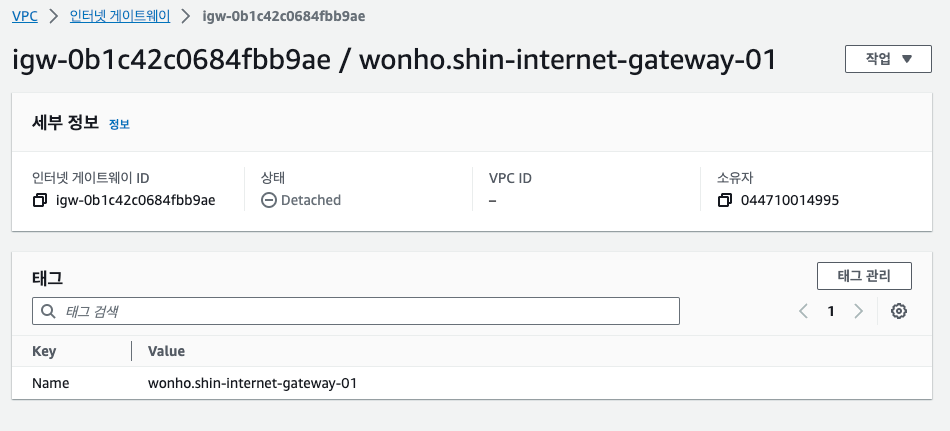 VPC > 인터넷 게이트웨이 > igw-0b1c42c0684fbb9ae
igw-0b1c42c0684fbb9ae / wonho.shin-internet-gateway-01
작업 ▼
세부 정보 정보
인터넷 게이트웨이 ID
igw-0b1c42c0684fbb9ae
상태
Detached
VPC ID
–
소유자
044710014995
태그
태그 관리
태그 검색
1
Key Value
Name wonho.shin-internet-gateway-01